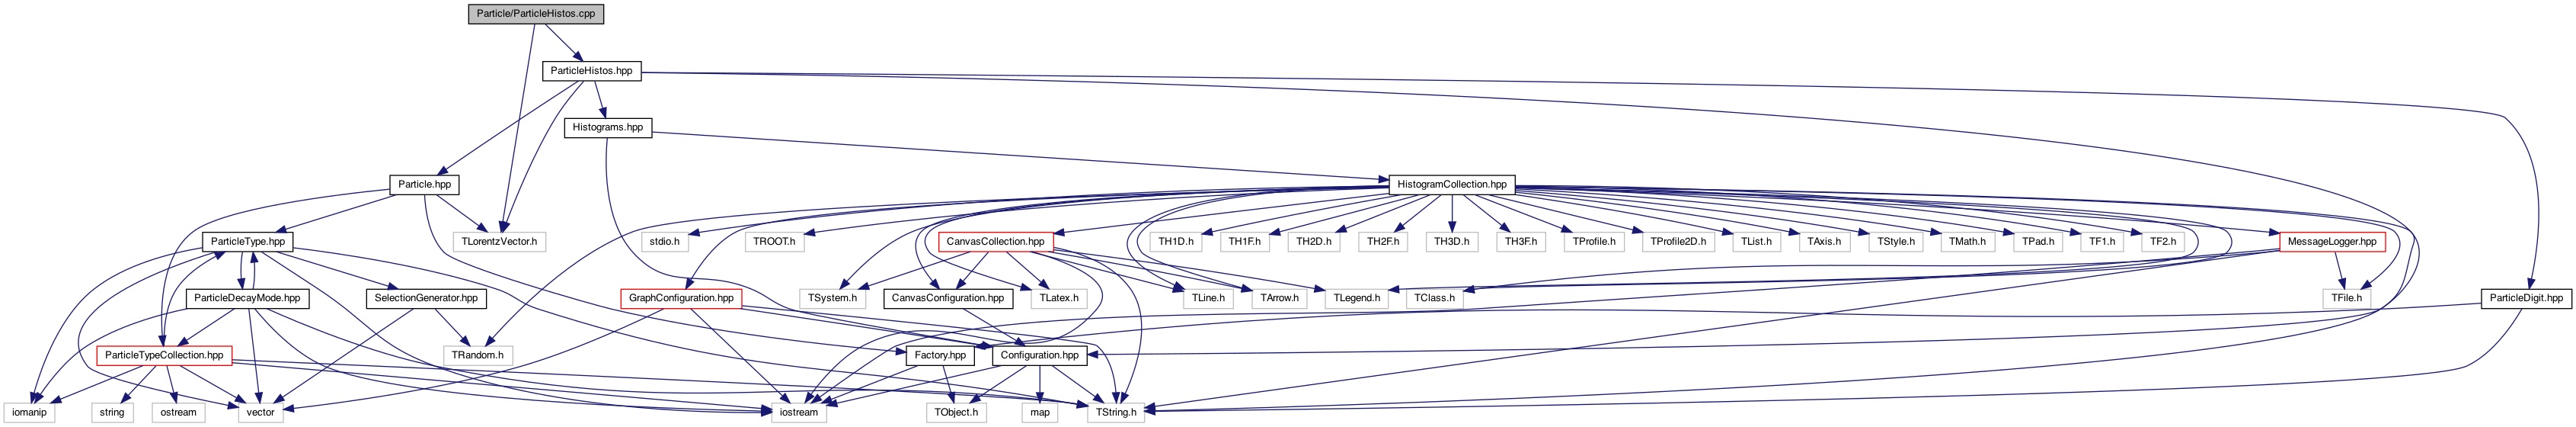 Particle/ParticleHistos.cpp
ParticleHistos.hpp
Histograms.hpp
Particle.hpp
HistogramCollection.hpp
ParticleType.hpp
TLorentzVector.h
stdio.h
TROOT.h
CanvasCollection.hpp
TH1D.h
TH1F.h
TH2D.h
TH2F.h
TH3D.h
TH3F.h
TProfile.h
TProfile2D.h
TList.h
TAxis.h
TStyle.h
TMath.h
TPad.h
TF1.h
TF2.h
MessageLogger.hpp
ParticleDecayMode.hpp
SelectionGenerator.hpp
GraphConfiguration.hpp
TSystem.h
CanvasConfiguration.hpp
TLatex.h
TLine.h
TArrow.h
TLegend.h
TClass.h
TFile.h
ParticleDigit.hpp
ParticleTypeCollection.hpp
TRandom.h
Factory.hpp
Configuration.hpp
iomanip
string
ostream
vector
iostream
TObject.h
map
TString.h